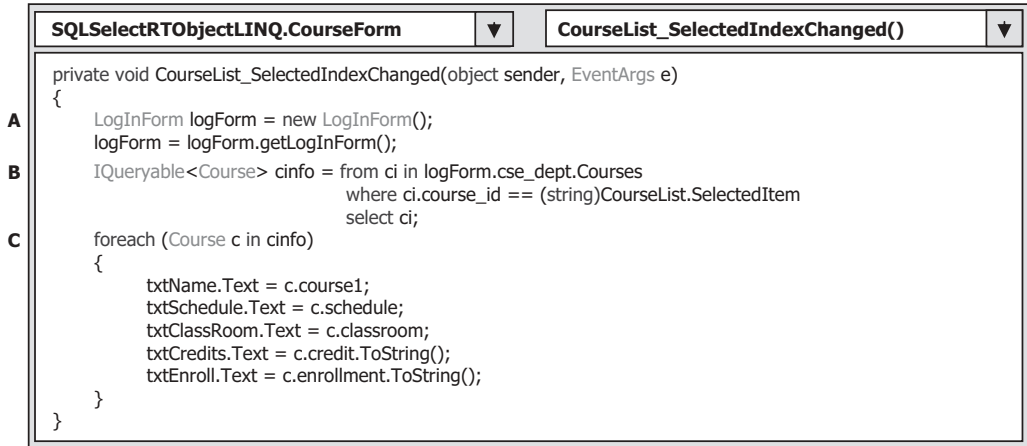 SQLSelectRTObjectLINQ.CourseForm CourseList_SelectedIndexChanged()
private void CourseList_SelectedIndexChanged(object sender, EventArgs e)
{
A LogInForm logForm = new LogInForm();
logForm = logForm.getLogInForm();
B IQueryable<Course> cinfo = from ci in logForm.cse_dept.Courses
where ci.course_id == (string)CourseList.SelectedItem
select ci;
C foreach (Course c in cinfo)
{
txtName.Text = c.course1;
txtSchedule.Text = c.schedule;
txtClassRoom.Text = c.classroom;
txtCredits.Text = c.credit.ToString();
txtEnroll.Text = c.enrollment.ToString();
}
}